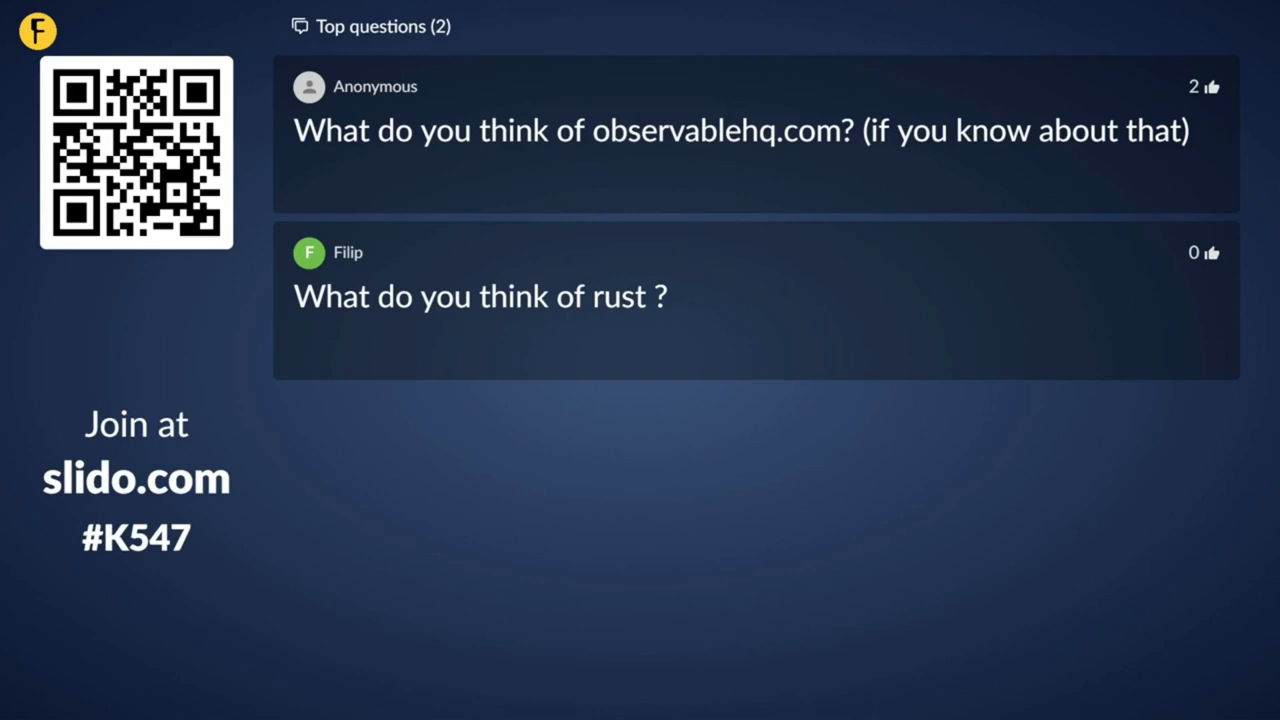 F
Top questions (2)
Anonymous
2
What do you think of observablehq.com? (if you know about that)
F
Filip
0
What do you think of rust ?
Join at
slido.com
#K547